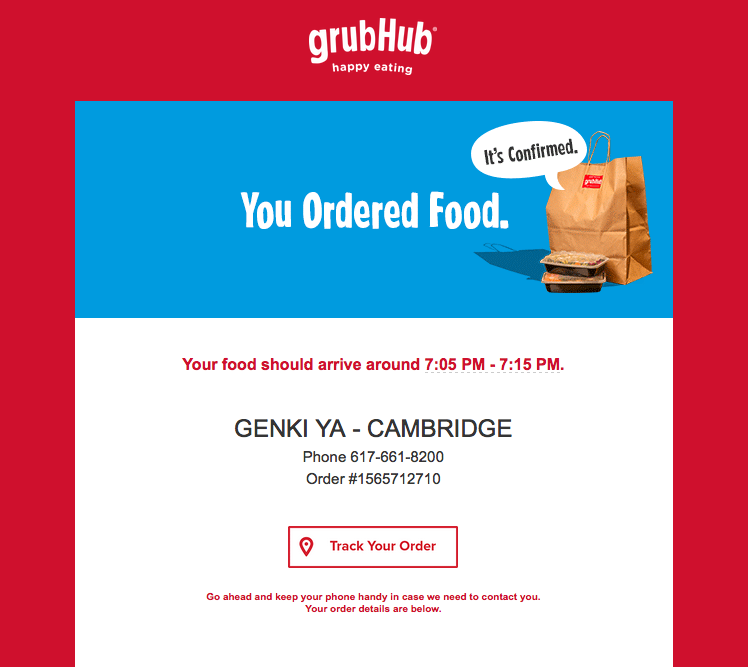 grubHub
happy eating
It's Confirmed.
grubHub
You Ordered Food.
Your food should arrive around 7:05 PM - 7:15 PM.
GENKI YA - CAMBRIDGE
Phone 617-661-8200
Order #1565712710
Track Your Order
Go ahead and keep your phone handy in case we need to contact you.
Your order details are below.